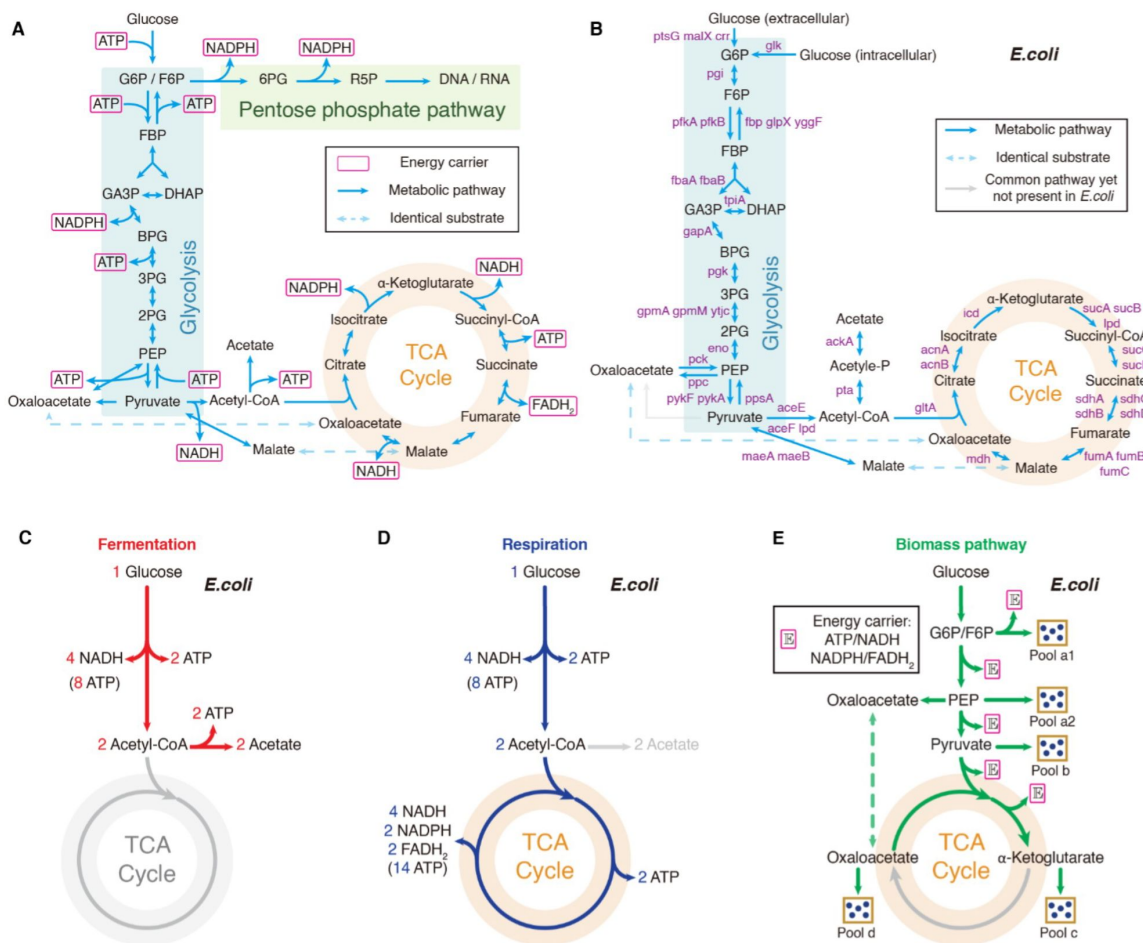 A
Glucose
ATP
NADPH
NADPH
G6P / F6P
6PG
R5P
DNA / RNA
Pentose phosphate pathway
ATP
ATP
FBP
Energy carrier
Metabolic pathway
Identical substrate
GA3P
DHAP
NADPH
BPG
ATP
3PG
2PG
PEP
Glycolysis
ATP
ATP
Oxaloacetate
Pyruvate
NADH
Acetate
ATP
Acetyl-CoA
Malate
NADPH
α-Ketoglutarate
NADH
Isocitrate
Succinyl-CoA
ATP
Citrate
TCA
Cycle
Succinate
FADH2
Fumarate
Oxaloacetate
Malate
NADH
B
Glucose (extracellular)
E.coli
ptsG malX crr
glk
G6P
Glucose (intracellular)
pgi
F6P
pfkA pfkB
fbp glpX yggF
FBP
Metabolic pathway
Identical substrate
Common pathway yet
not present in E.coli
fbaA fbaB
tpiA
GA3P
DHAP
gapA
BPG
pgk
3PG
gpmA gpmM ytjc
2PG
eno
Glycolysis
pck
Oxaloacetate
PEP
ppc
pykF pykA
ppsA
Pyruvate
aceE
aceF lpd
maeA maeB
Malate
Acetate
ackA
Acetyle-P
pta
Acetyl-CoA
gltA
α-Ketoglutarate
icd
sucA sucB
lpd
Isocitrate
Succinyl-CoA
acnA
acnB
Citrate
TCA
Cycle
Succinate
sdhA
sdhB
Fumarate
Oxaloacetate
mdh
Malate
fumA fumB
fumC
C
Fermentation
1 Glucose
E.coli
4 NADH
2 ATP
(8 ATP)
2 ATP
2 Acetyl-CoA
2 Acetate
TCA
Cycle
D
Respiration
1 Glucose
E.coli
4 NADH
2 ATP
(8 ATP)
2 Acetyl-CoA
2 Acetate
4 NADH
2 NADPH
2 FADH2
(14 ATP)
TCA
Cycle
2 ATP
E
Biomass pathway
Glucose
E.coli
E
Energy carrier:
ATP/NADH
NADPH/FADH2
E
G6P/F6P
Pool a1
E
Oxaloacetate
PEP
Pool a2
E
Pyruvate
Pool b
E
E
TCA
Cycle
Oxaloacetate
α-Ketoglutarate
Pool d
Pool c